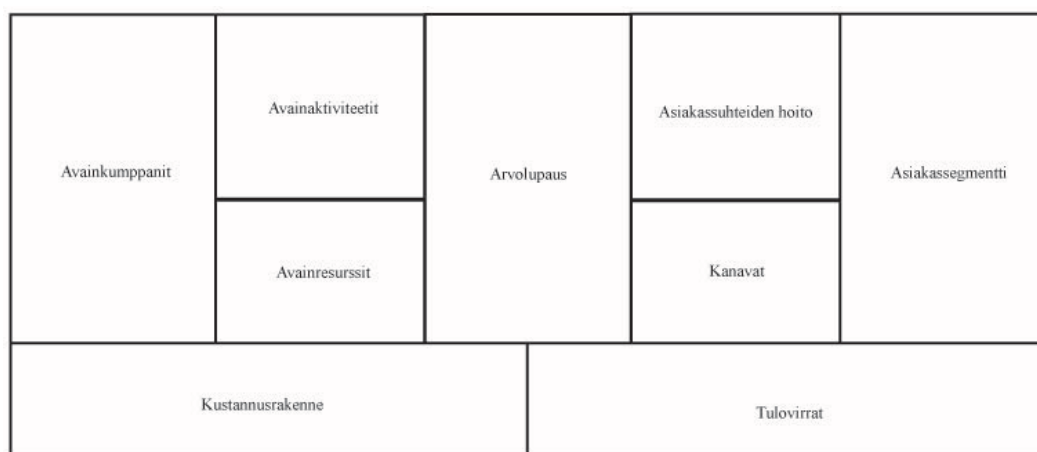 Avainkumppanit
Avainaktiviteetit
Avainresurssit
Arvolupaus
Asiakassuhteiden hoito
Kanavat
Asiakassegmentti
Kustannusrakenne
Tulovirrat